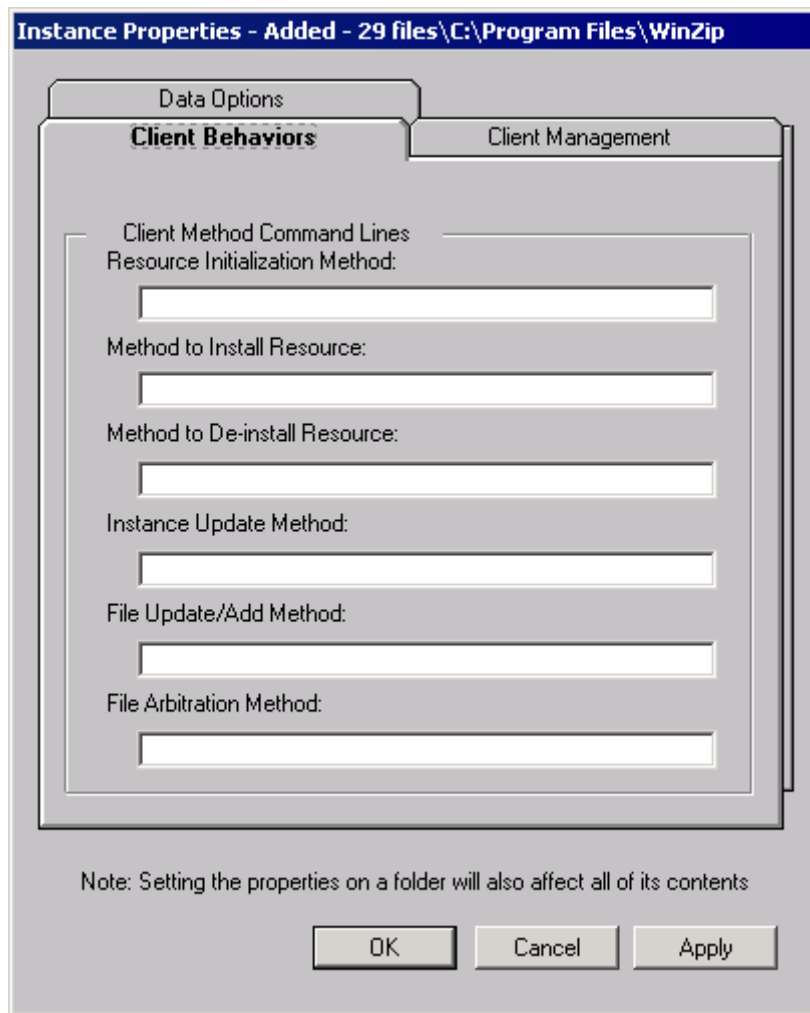 Instance Properties - Added - 29 files\C:\Program Files\WinZip
Data Options
Client Behaviors
Client Management
Client Method Command Lines
Resource Initialization Method:
Method to Install Resource:
Method to De-install Resource:
Instance Update Method:
File Update/Add Method:
File Arbitration Method:
Note: Setting the properties on a folder will also affect all of its contents
OK
Cancel
Apply